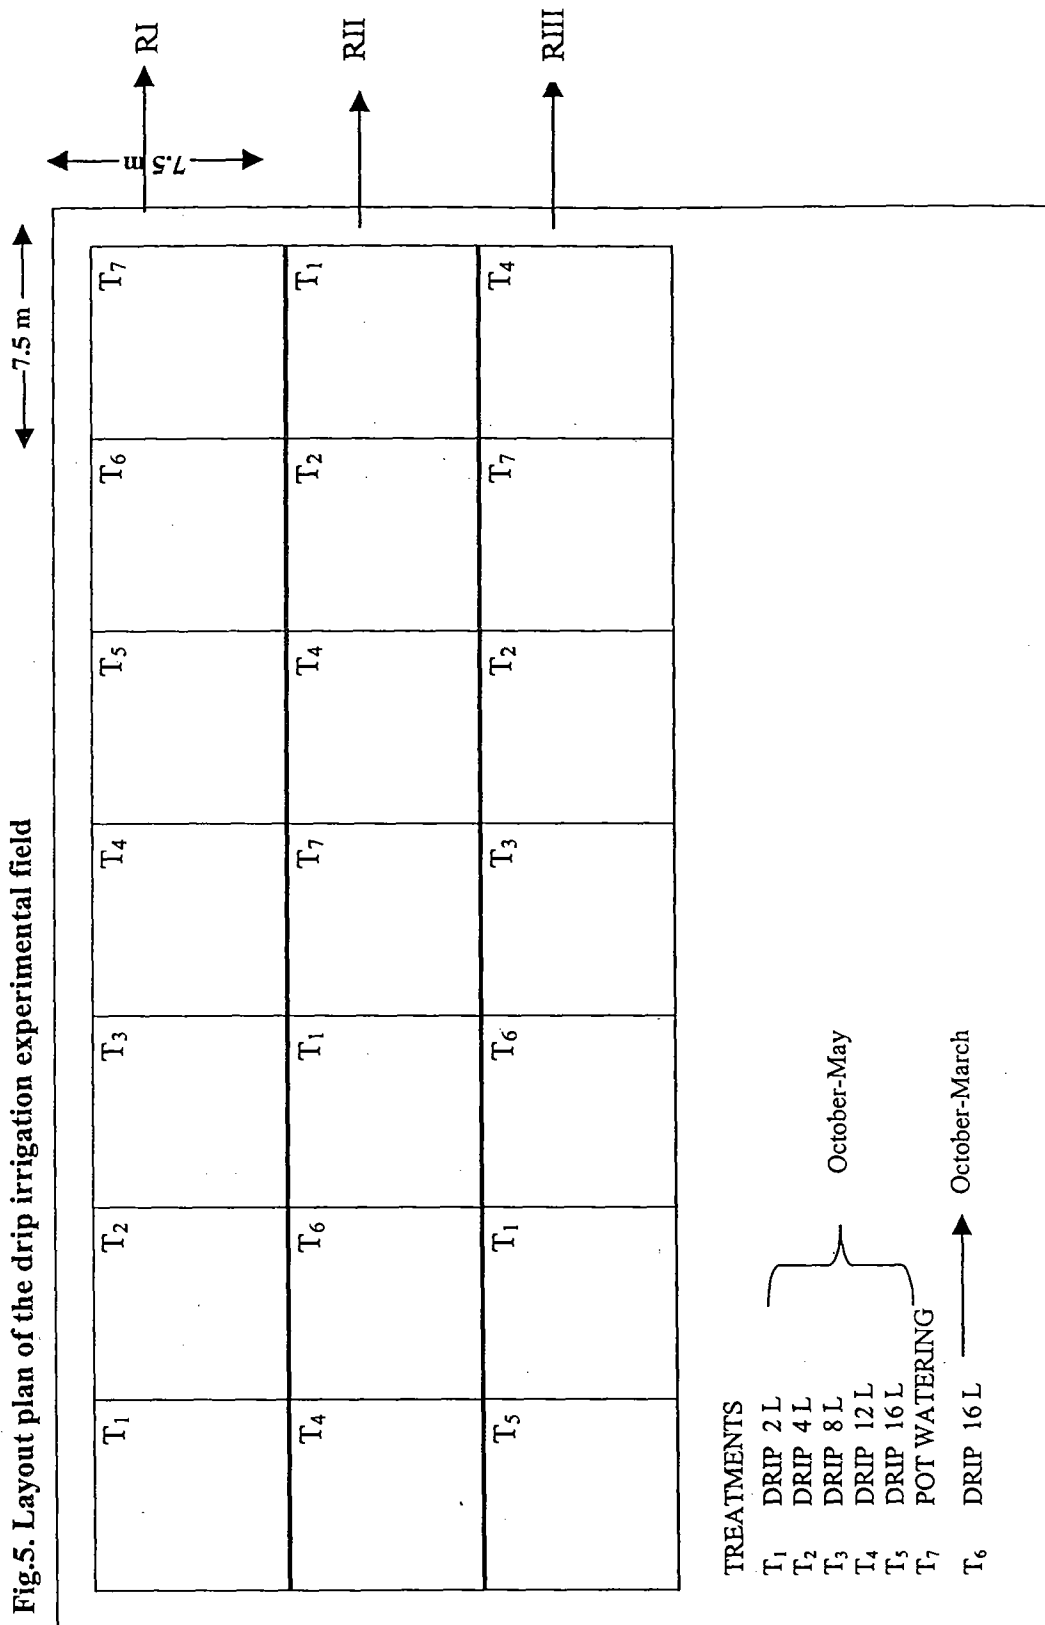 Fig.5. Layout plan of the drip irrigation experimental field
7.5 m
7.5 m
T1 T2 T3 T4 T5 T6 T7
RI
T4 T6 T1 T7 T4 T2 T1
RII
T5 T1 T6 T3 T2 T7 T4
RIII
TREATMENTS
T1 DRIP 2 L
T2 DRIP 4 L
T3 DRIP 8 L
T4 DRIP 12 L
T5 DRIP 16 L
T7 POT WATERING
October-May
T6 DRIP 16 L October-March